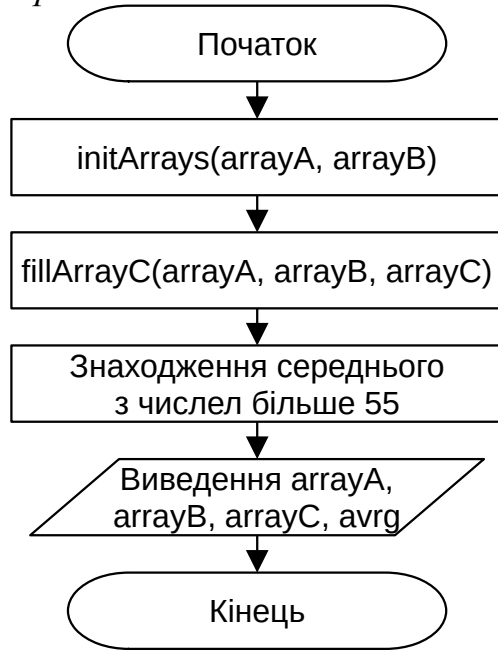 Початок
initArrays(arrayA, arrayB)
fillArrayC(arrayA, arrayB, arrayC)
Знаходження середнього
з числел більше 55
Виведення arrayA,
arrayB, arrayC, avrg
Кінець